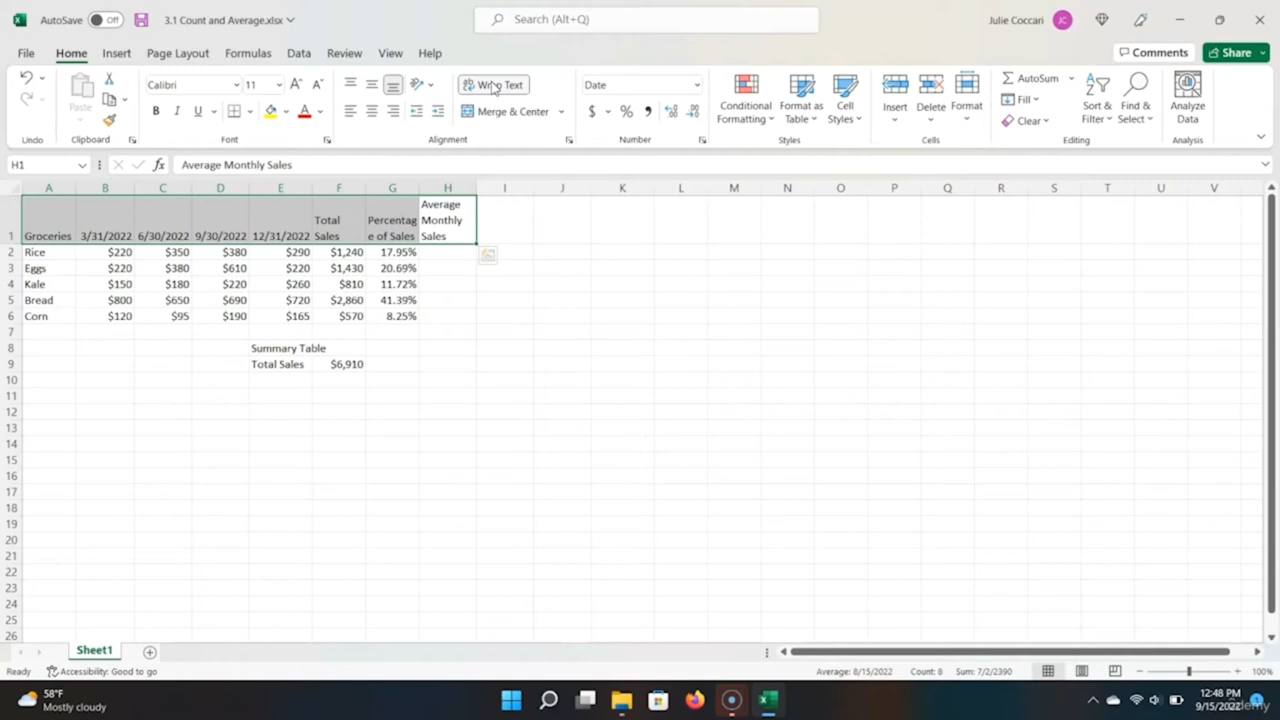 AutoSave Off 3.1 Count and Average.xlsx Search (Alt+Q) Julie Coccari JC
File Home Insert Page Layout Formulas Data Review View Help Comments Share
Calibri 11 Wrap Text Date AutoSum
Paste B I U Merge & Center $ % Conditional Formatting Format as Table Cell Styles Insert Delete Format Fill Sort & Filter Find & Select Analyze Data
Clear
Undo Clipboard Font Alignment Number Styles Cells Editing Analysis
H1 fx Average Monthly Sales
A B C D E F G H I J K L M N O P Q R S T U V
1 Groceries 3/31/2022 6/30/2022 9/30/2022 12/31/2022 Total Sales Percentage of Sales Average Monthly Sales
2 Rice $220 $350 $380 $290 $1,240 17.95%
3 Eggs $220 $380 $610 $220 $1,430 20.69%
4 Kale $150 $180 $220 $260 $810 11.72%
5 Bread $800 $650 $690 $720 $2,860 41.39%
6 Corn $120 $95 $190 $165 $570 8.25%
7
8 Summary Table
9 Total Sales $6,910
10
11
12
13
14
15
16
17
18
19
20
21
22
23
24
25
26
Sheet1
Ready Accessibility: Good to go Average: 8/15/2022 Count: 8 Sum: 7/2/2390 100%
58°F 12:48 PM
Mostly cloudy 9/15/2022